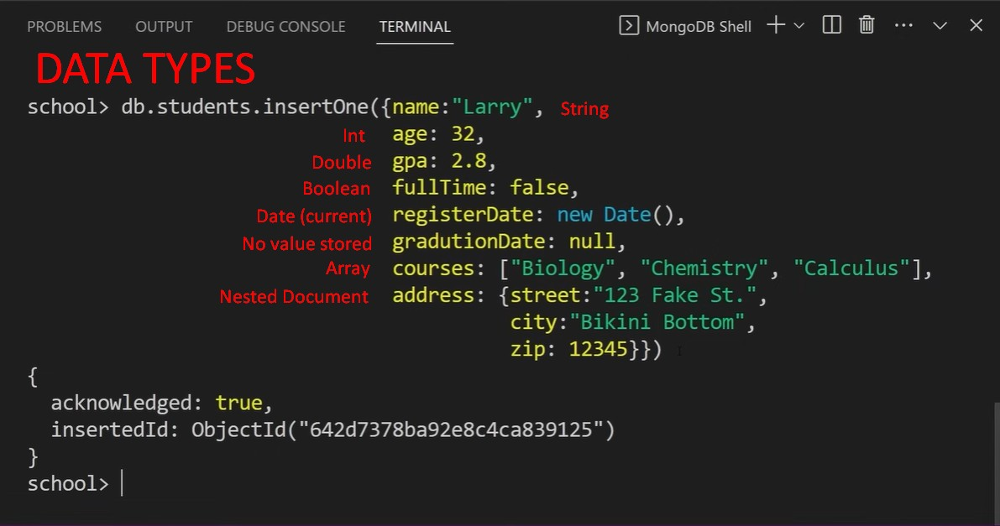 PROBLEMS OUTPUT DEBUG CONSOLE TERMINAL MongoDB Shell
DATA TYPES
school> db.students.insertOne({name:"Larry", String
Int age: 32,
Double gpa: 2.8,
Boolean fullTime: false,
Date (current) registerDate: new Date(),
No value stored gradutionDate: null,
Array courses: ["Biology", "Chemistry", "Calculus"],
Nested Document address: {street:"123 Fake St.",
city:"Bikini Bottom",
zip: 12345}})
{
acknowledged: true,
insertedId: ObjectId("642d7378ba92e8c4ca839125")
}
school>